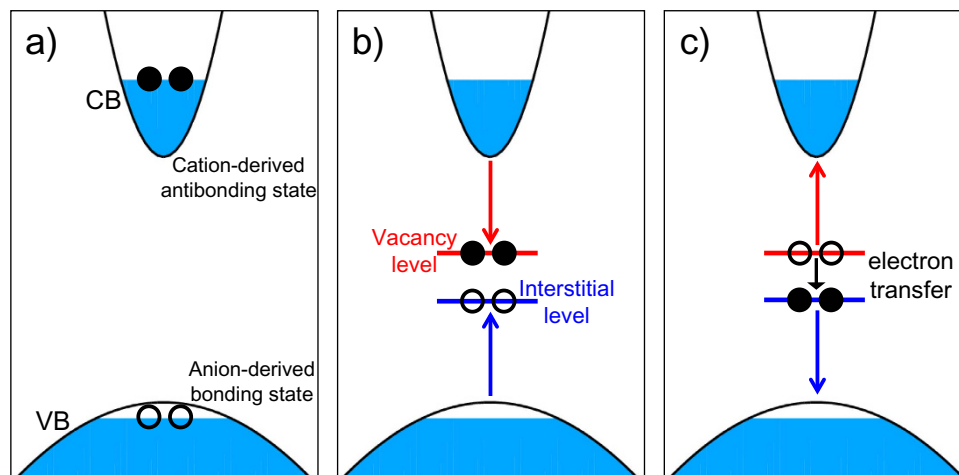 a)
CB
Cation-derived
antibonding state
Anion-derived
bonding state
VB
b)
Vacancy
level
Interstitial
level
c)
electron
transfer